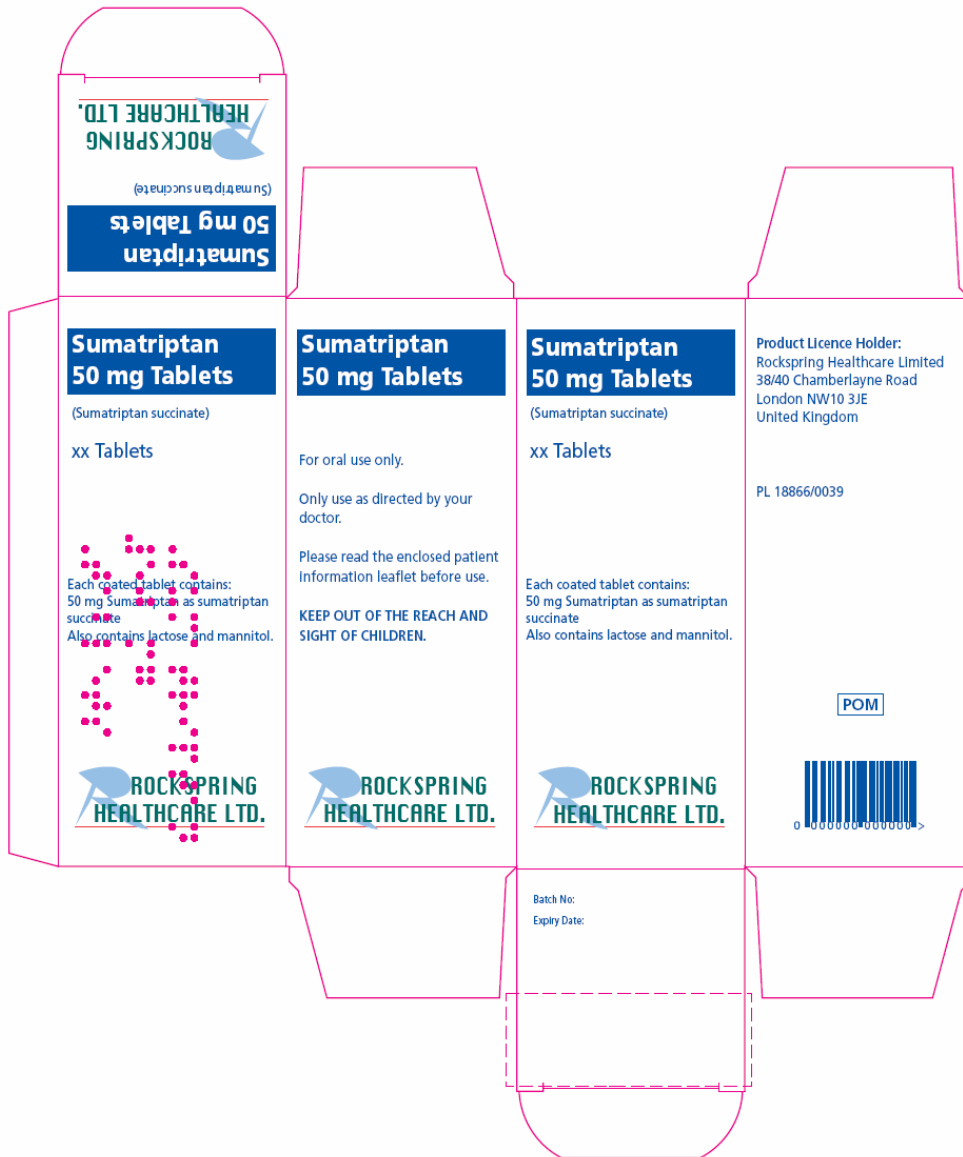 ROCKSPRING
HEALTHCARE LTD.
(Sumatriptan succinate)
Sumatriptan
50 mg Tablets
Sumatriptan
50 mg Tablets
(Sumatriptan succinate)
xx Tablets
Each coated tablet contains:
50 mg Sumatriptan as sumatriptan
succinate
Also contains lactose and mannitol.
ROCKSPRING
HEALTHCARE LTD.
Sumatriptan
50 mg Tablets
For oral use only.
Only use as directed by your
doctor.
Please read the enclosed patient
information leaflet before use.
KEEP OUT OF THE REACH AND
SIGHT OF CHILDREN.
ROCKSPRING
HEALTHCARE LTD.
Sumatriptan
50 mg Tablets
(Sumatriptan succinate)
xx Tablets
Each coated tablet contains:
50 mg Sumatriptan as sumatriptan
succinate
Also contains lactose and mannitol.
ROCKSPRING
HEALTHCARE LTD.
Product Licence Holder:
Rockspring Healthcare Limited
38/40 Chamberlayne Road
London NW10 3JE
United Kingdom
PL 18866/0039
POM
0 000000 000000 >
Batch No:
Expiry Date: